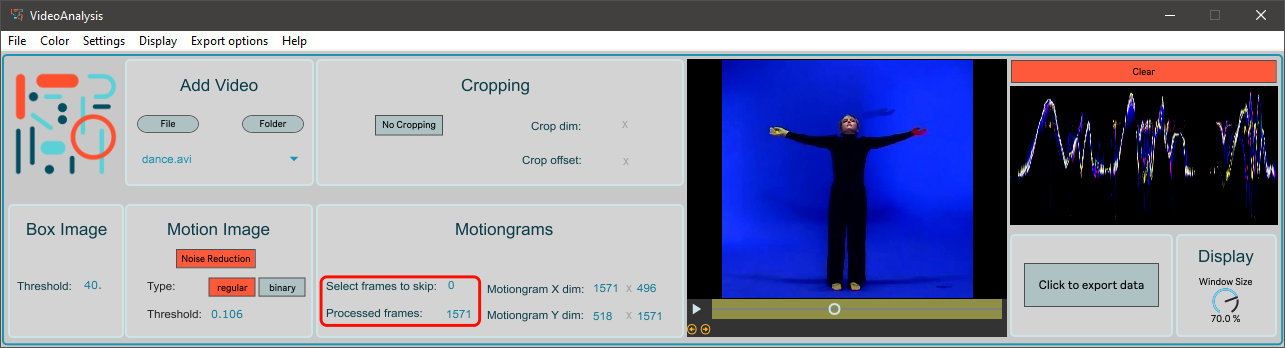 VideoAnalysis
File Color Settings Display Export options Help
Add Video
File Folder
dance.avi
Cropping
No Cropping
Crop dim: x
Crop offset: x
Clear
Box Image
Threshold: 40.
Motion Image
Noise Reduction
Type: regular binary
Threshold: 0.106
Motiongrams
Select frames to skip: 0
Processed frames: 1571
Motiongram X dim: 1571 x 496
Motiongram Y dim: 518 x 1571
Click to export data
Display
Window Size
70.0 %